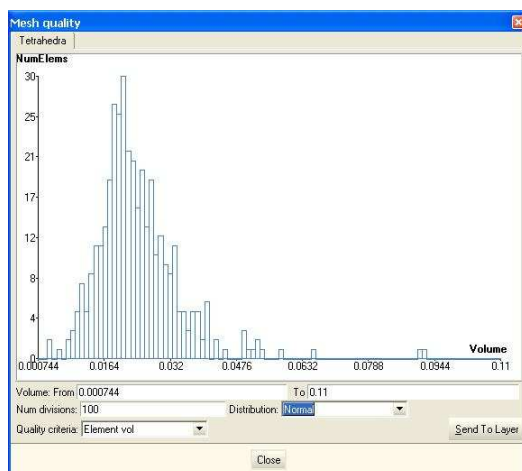 Mesh quality
Tetrahedra
NumElems
30
25
21
17
12
8
4
0
0.000744 0.0164 0.032 0.0476 0.0632 0.0788 0.0944 0.11
Volume
Volume: From 0.000744 To 0.11
Num divisions: 100 Distribution: Normal
Quality criteria: Element vol Send To Layer
Close